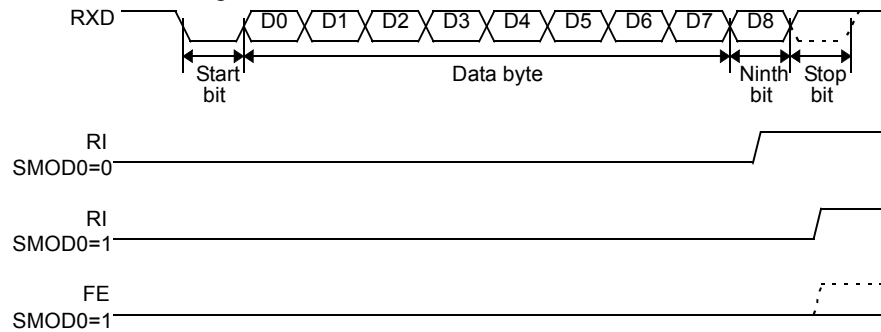 RXD D0 D1 D2 D3 D4 D5 D6 D7 D8
Start bit
Data byte
Ninth bit
Stop bit
RI
SMOD0=0
RI
SMOD0=1
FE
SMOD0=1